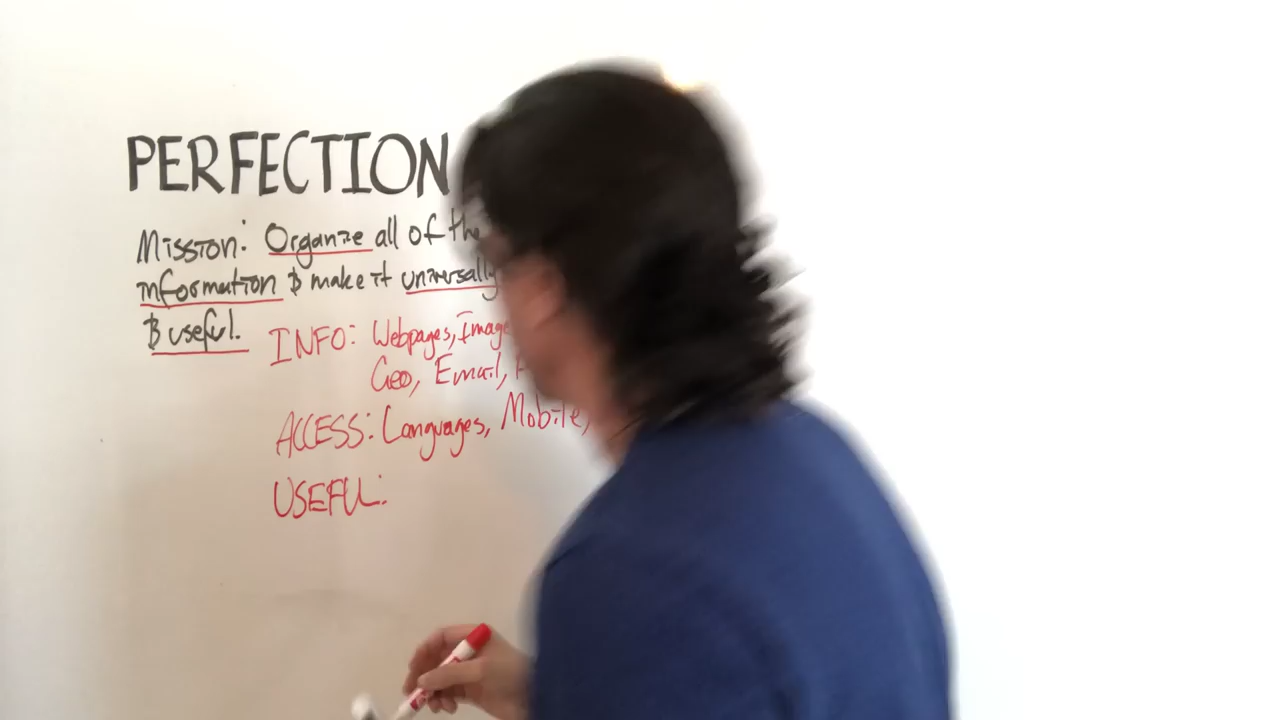 PERFECTION
Mission: Organize all of the
information & make it universally
& useful.
INFO: Webpages, Image
Geo, Email,
ACCESS: Languages, Mobile,
USEFUL: